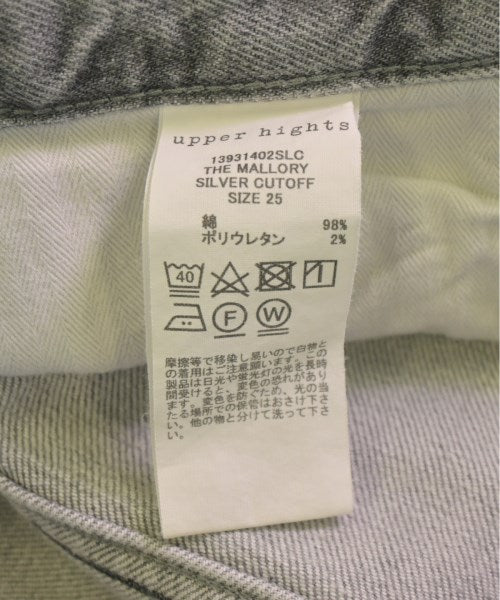 upper hights
13931402SLC
THE MALLORY
SILVER CUTOFF
SIZE 25
綿 98%
ポリウレタン 2%
40
F W
摩擦等では移染し易いので白物と
の着用はご注意願います。この
製品は日光や蛍光灯の光を長時
間受けると、変色の恐れがあり
ます。変色を防ぐため、光の当
たる場所での保管はおさけ下さ
い。他の物と分けて洗って下さ
い。